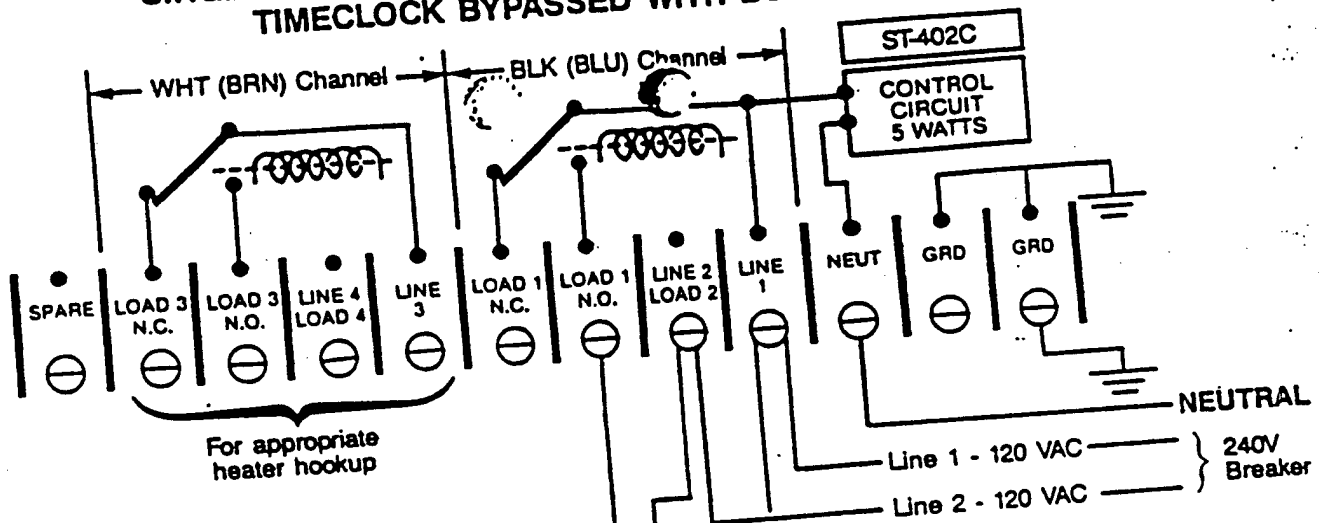 TIMECLOCK BYPASSED WITH
WHT (BRN) Channel
BLK (BLU) Channel
ST-402C
CONTROL
CIRCUIT
5 WATTS
SPARE
LOAD 3
N.C.
LOAD 3
N.O.
LINE 4
LOAD 4
LINE
3
LOAD 1
N.C.
LOAD 1
N.O.
LINE 2
LOAD 2
LINE
1
NEUT
GRD
GRD
For appropriate
heater hookup
NEUTRAL
Line 1 - 120 VAC
Line 2 - 120 VAC
240V
Breaker